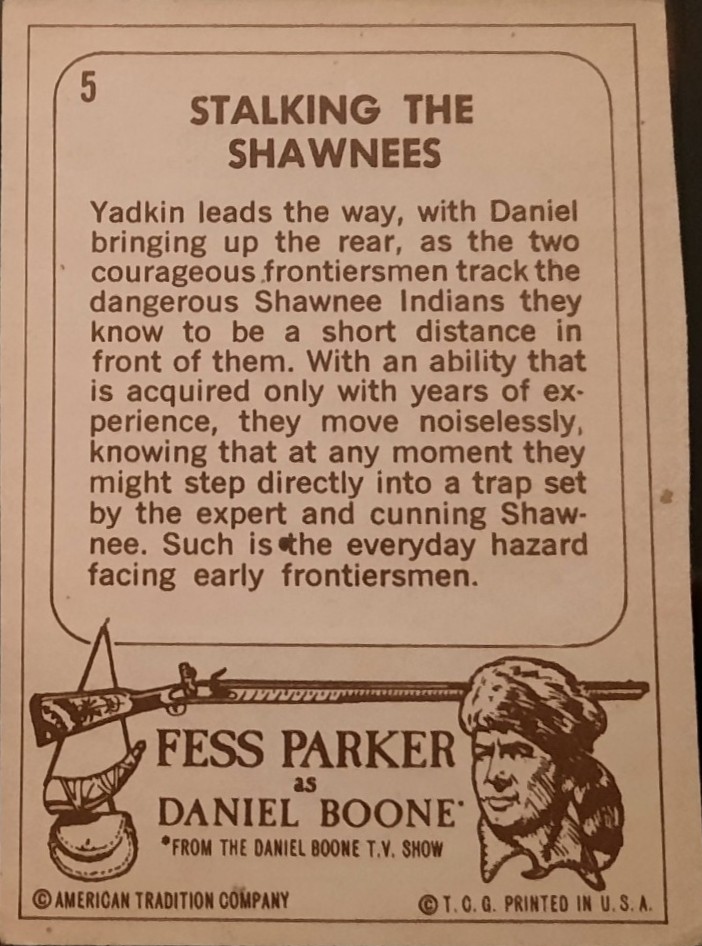 5
STALKING THE
SHAWNEES
Yadkin leads the way, with Daniel
bringing up the rear, as the two
courageous frontiersmen track the
dangerous Shawnee Indians they
know to be a short distance in
front of them. With an ability that
is acquired only with years of ex-
perience, they move noiselessly,
knowing that at any moment they
might step directly into a trap set
by the expert and cunning Shaw-
nee. Such is the everyday hazard
facing early frontiersmen.
FESS PARKER
as
DANIEL BOONE*
*FROM THE DANIEL BOONE T.V. SHOW
© AMERICAN TRADITION COMPANY
© T.C.G. PRINTED IN U.S.A.